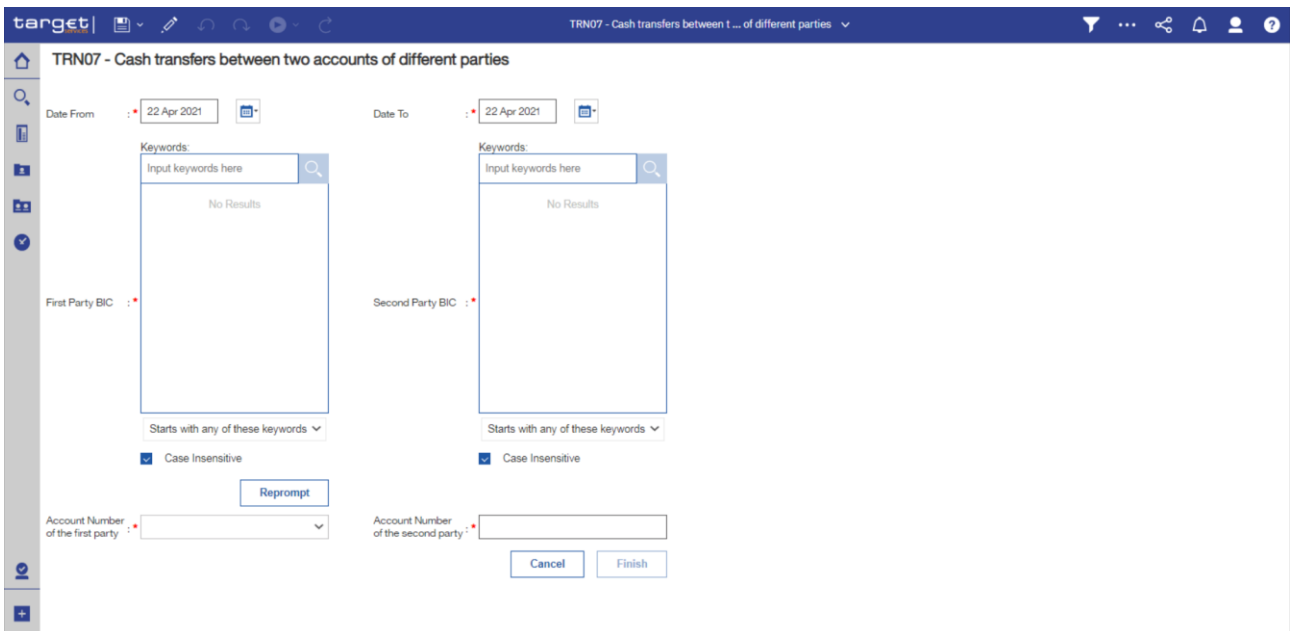 target|
services
TRN07 - Cash transfers between t ... of different parties
TRN07 - Cash transfers between two accounts of different parties
Date From : * 22 Apr 2021 Date To : * 22 Apr 2021
Keywords: Keywords:
Input keywords here Input keywords here
No Results No Results
First Party BIC : * Second Party BIC : *
Starts with any of these keywords Starts with any of these keywords
Case Insensitive Case Insensitive
Reprompt
Account Number of the first party : * Account Number of the second party : *
Cancel Finish